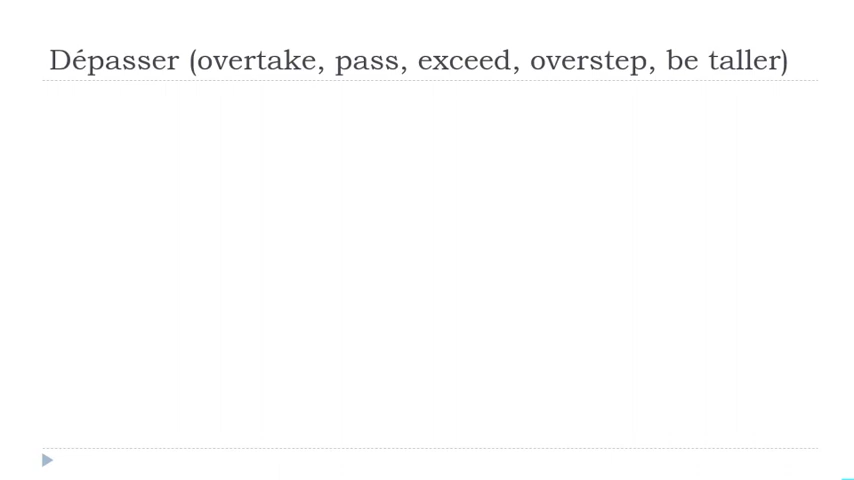 Dépasser (overtake, pass, exceed, overstep, be taller)